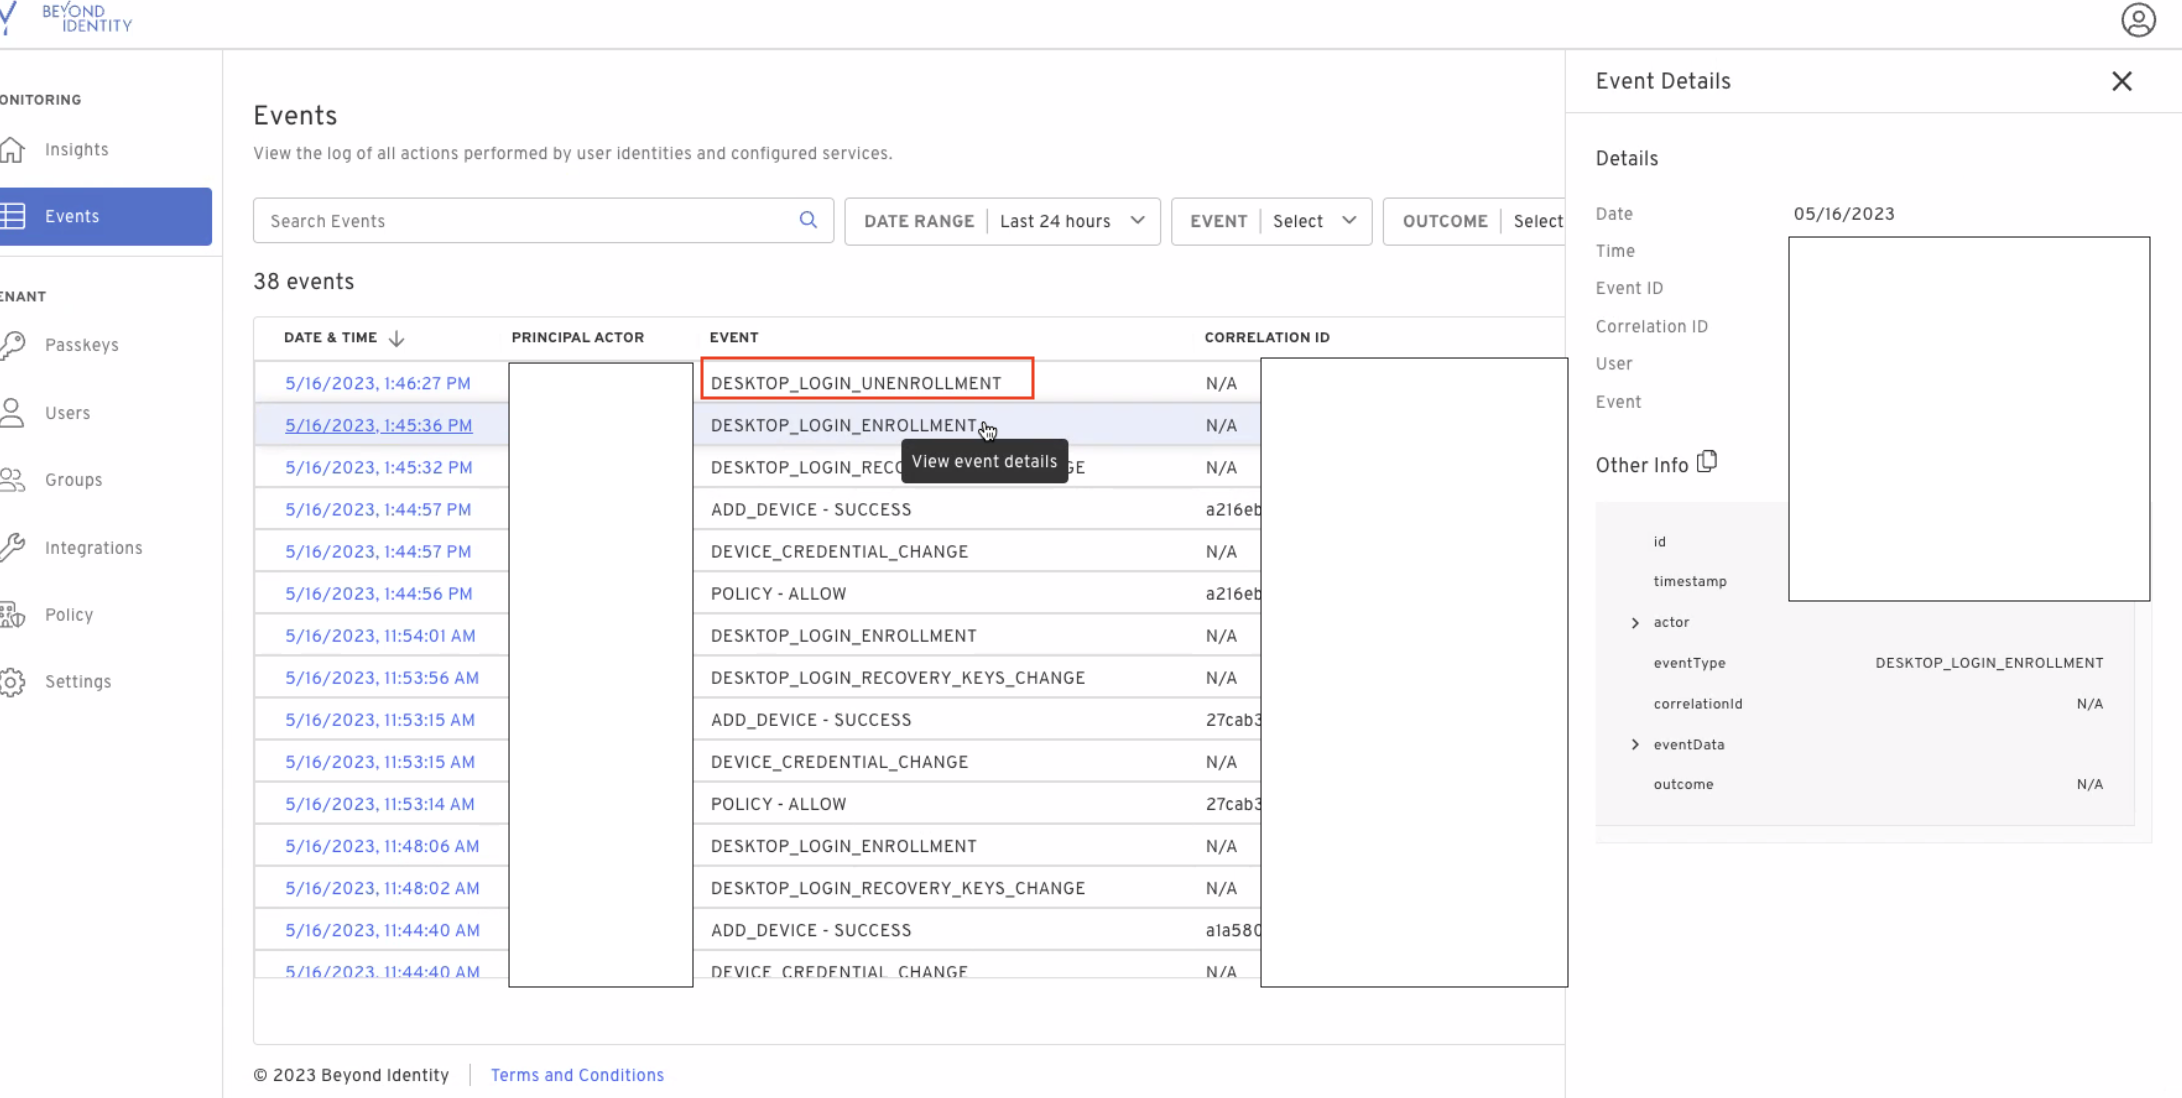 BEYOND
IDENTITY
ONITORING
Insights
Events
ENANT
Passkeys
Users
Groups
Integrations
Policy
Settings
Events
View the log of all actions performed by user identities and configured services.
Search Events
DATE RANGE Last 24 hours
EVENT Select
OUTCOME Select
38 events
DATE & TIME PRINCIPAL ACTOR EVENT CORRELATION ID
5/16/2023, 1:46:27 PM DESKTOP_LOGIN_UNENROLLMENT N/A
5/16/2023, 1:45:36 PM DESKTOP_LOGIN_ENROLLMENT N/A
View event details
5/16/2023, 1:45:32 PM DESKTOP_LOGIN_REC GE N/A
5/16/2023, 1:44:57 PM ADD_DEVICE - SUCCESS a216eb
5/16/2023, 1:44:57 PM DEVICE_CREDENTIAL_CHANGE N/A
5/16/2023, 1:44:56 PM POLICY - ALLOW a216eb
5/16/2023, 11:54:01 AM DESKTOP_LOGIN_ENROLLMENT N/A
5/16/2023, 11:53:56 AM DESKTOP_LOGIN_RECOVERY_KEYS_CHANGE N/A
5/16/2023, 11:53:15 AM ADD_DEVICE - SUCCESS 27cab3
5/16/2023, 11:53:15 AM DEVICE_CREDENTIAL_CHANGE N/A
5/16/2023, 11:53:14 AM POLICY - ALLOW 27cab3
5/16/2023, 11:48:06 AM DESKTOP_LOGIN_ENROLLMENT N/A
5/16/2023, 11:48:02 AM DESKTOP_LOGIN_RECOVERY_KEYS_CHANGE N/A
5/16/2023, 11:44:40 AM ADD_DEVICE - SUCCESS a1a580
5/16/2023, 11:44:40 AM DEVICE_CREDENTIAL_CHANGE N/A
© 2023 Beyond Identity Terms and Conditions
Event Details
Details
Date 05/16/2023
Time
Event ID
Correlation ID
User
Event
Other Info
id
timestamp
actor
eventType DESKTOP_LOGIN_ENROLLMENT
correlationId N/A
eventData
outcome N/A